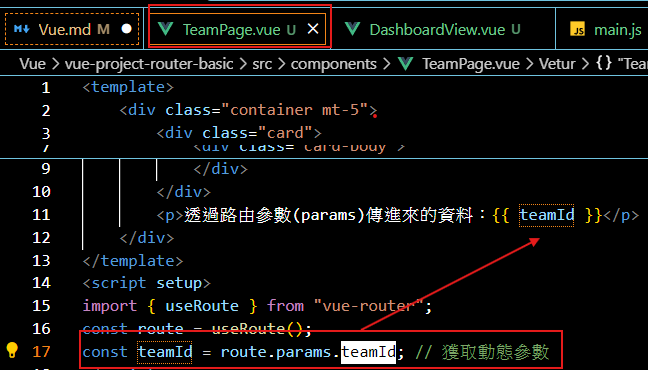 Vue.md M ●
TeamPage.vue U ×
DashboardView.vue U
main.js
Vue > vue-project-router-basic > src > components > TeamPage.vue > Vetur > {} "Tea
1 <template>
2 <div class="container mt-5">
3 <div class="card">
7 <div class="card-body">
9 </div>
10 </div>
11 <p>透過路由參數(params)傳進來的資料：{{ teamId }}</p>
12 </div>
13 </template>
14 <script setup>
15 import { useRoute } from "vue-router";
16 const route = useRoute();
17 const teamId = route.params.teamId; // 獲取動態參數